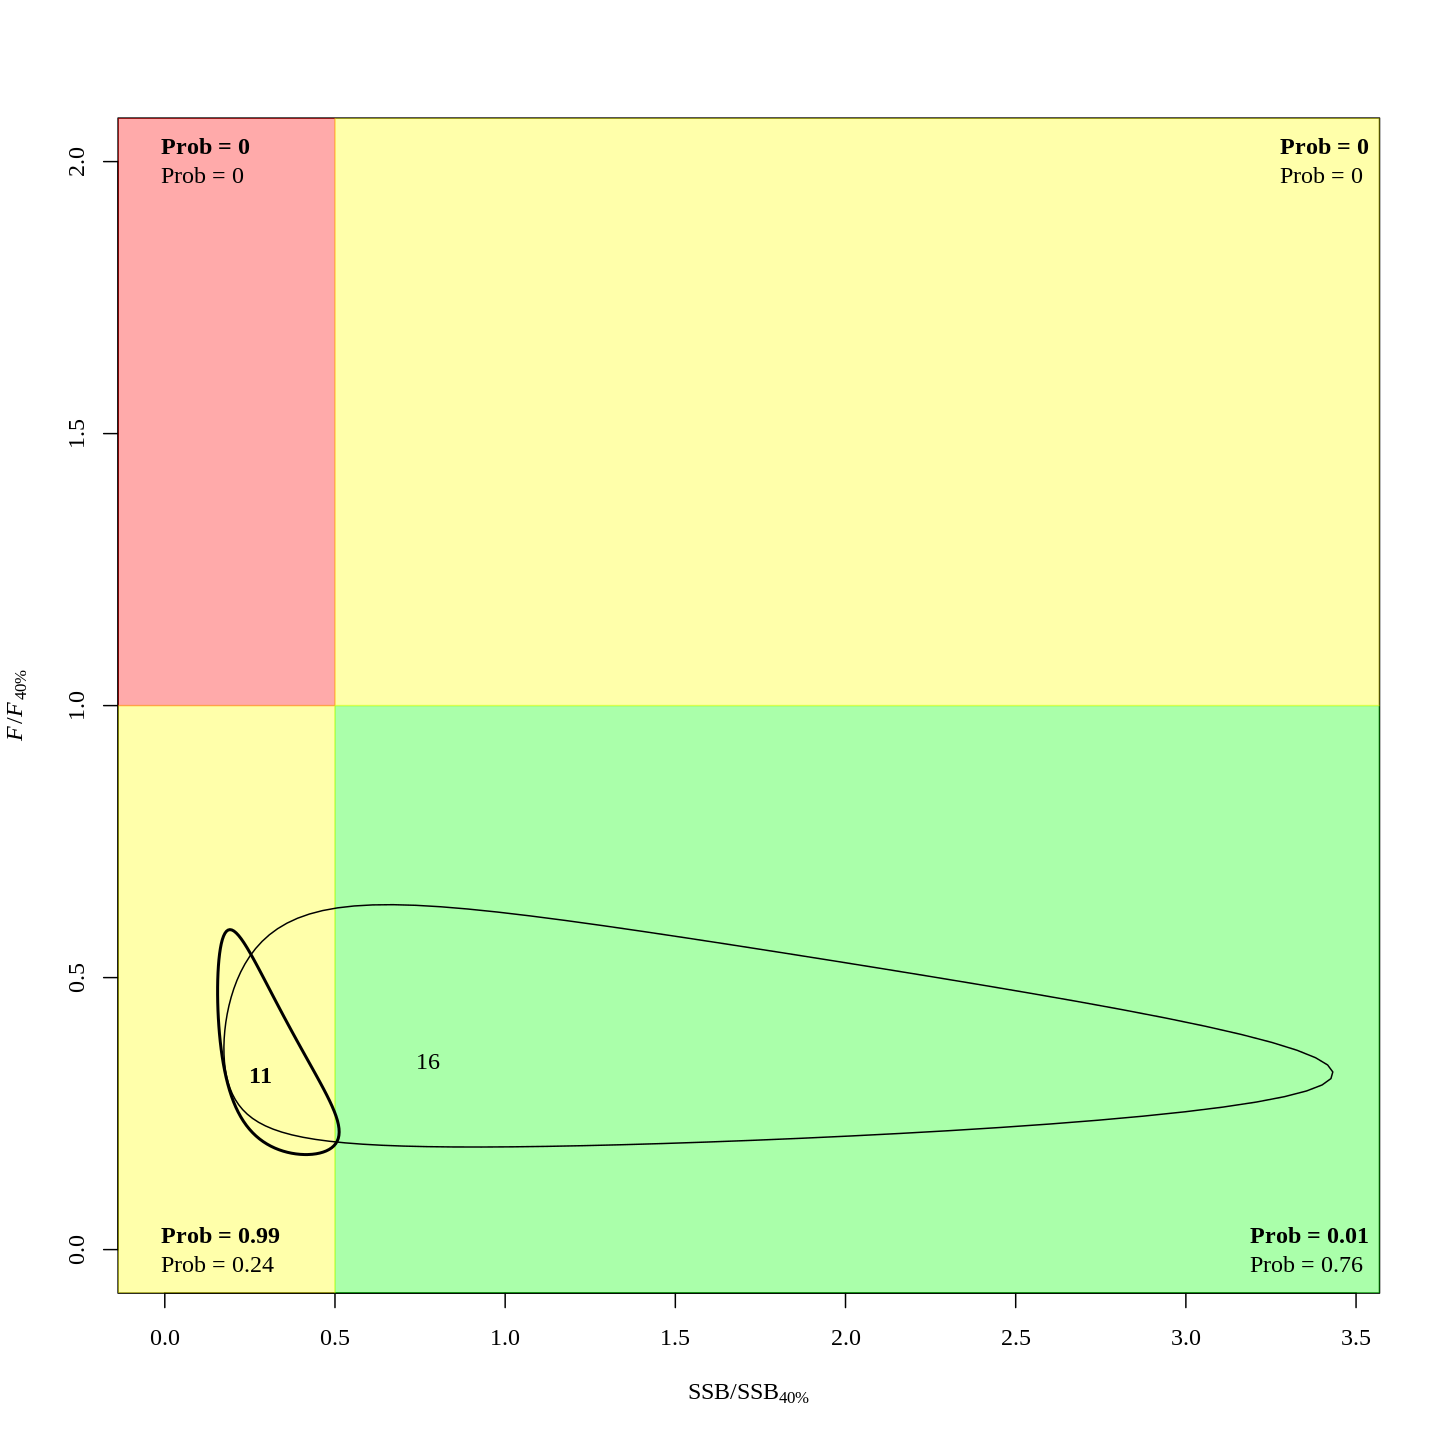 Prob = 0
Prob = 0
Prob = 0
Prob = 0
2.0
1.5
1.0
0.5
0.0
F/F40%
11
16
Prob = 0.99
Prob = 0.24
Prob = 0.01
Prob = 0.76
0.0 0.5 1.0 1.5 2.0 2.5 3.0 3.5
SSB/SSB40%